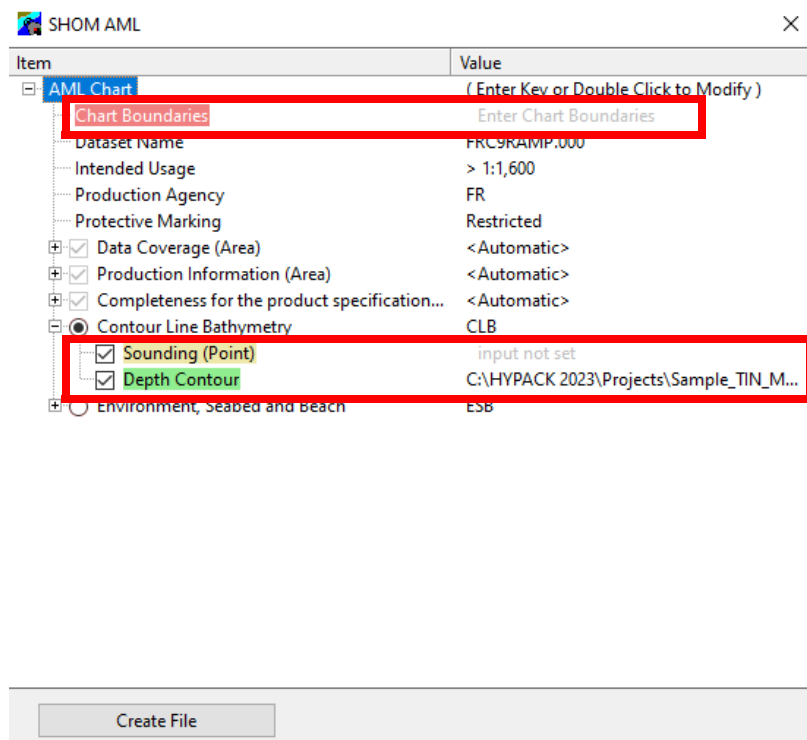 SHOM AML
Item Value
AML Chart ( Enter Key or Double Click to Modify )
Chart Boundaries Enter Chart Boundaries
Dataset Name FRC9RAMP.000
Intended Usage > 1:1,600
Production Agency FR
Protective Marking Restricted
Data Coverage (Area) <Automatic>
Production Information (Area) <Automatic>
Completeness for the product specification... <Automatic>
Contour Line Bathymetry CLB
Sounding (Point) input not set
Depth Contour C:\HYPACK 2023\Projects\Sample_TIN_M...
Environment, Seabed and Beach ESB
Create File